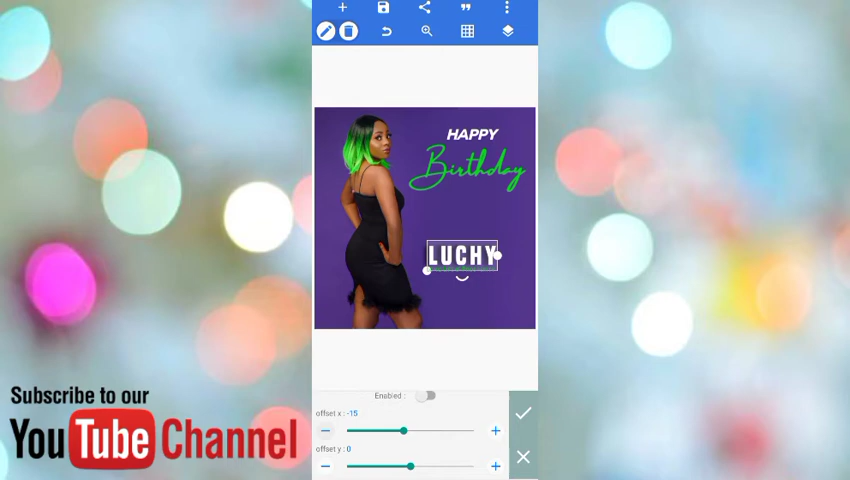 HAPPY
Birthday
LUCHY
Enabled :
offset x : -15
offset y : 0
Subscribe to our
YouTube Channel